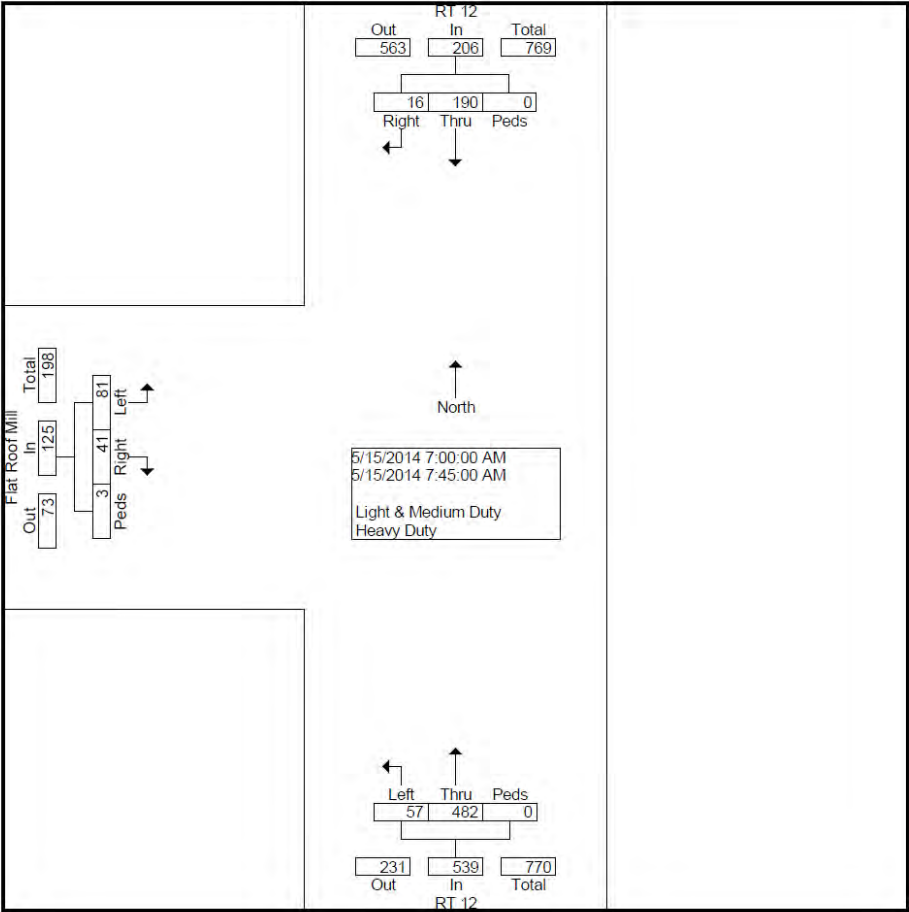 RT 12
Out In Total
563 206 769
16 190 0
Right Thru Peds
Flat Roof Mill
Out In Total
73 125 198
3 41 81
Peds Right Left
North
5/15/2014 7:00:00 AM
5/15/2014 7:45:00 AM
Light & Medium Duty
Heavy Duty
Left Thru Peds
57 482 0
231 539 770
Out In Total
RT 12